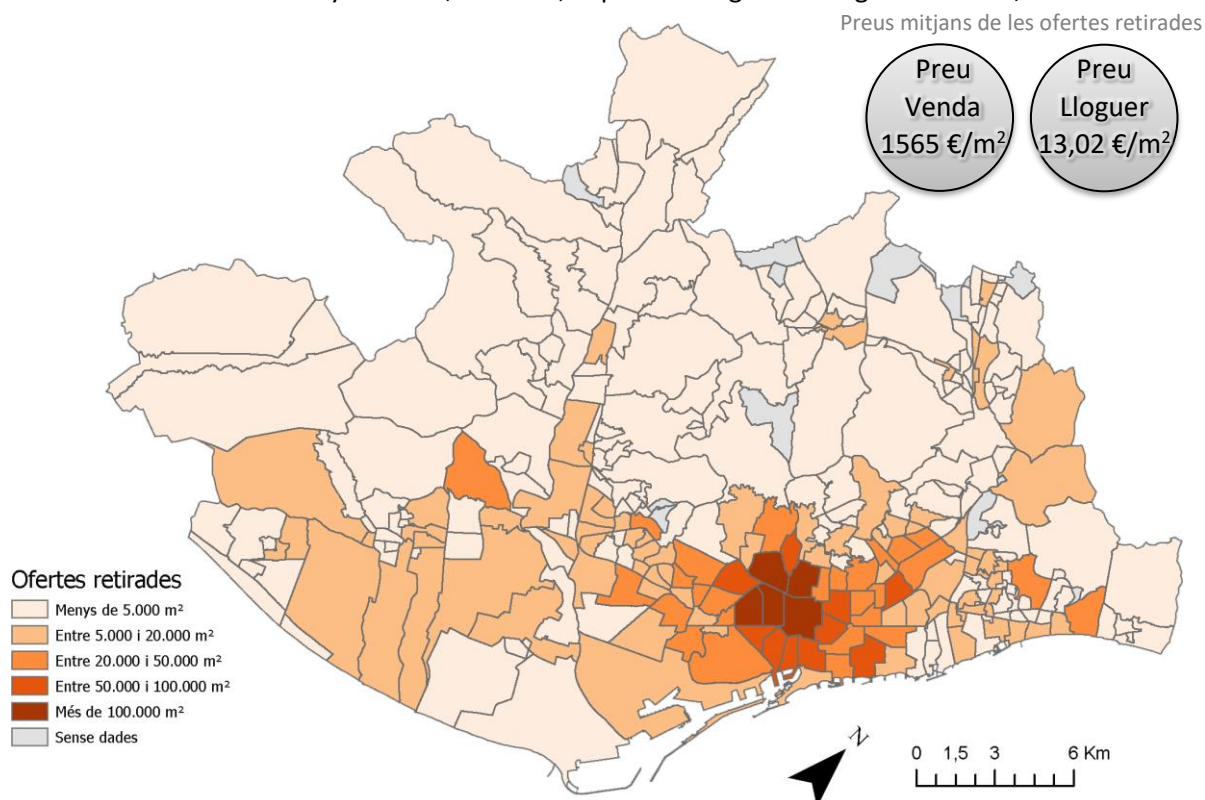 Preus mitjans de les ofertes retirades
Preu
Venda
1565 €/m²
Preu
Lloguer
13,02 €/m²
Ofertes retirades
Menys de 5.000 m²
Entre 5.000 i 20.000 m²
Entre 20.000 i 50.000 m²
Entre 50.000 i 100.000 m²
Més de 100.000 m²
Sense dades
N
0 1,5 3 6 Km